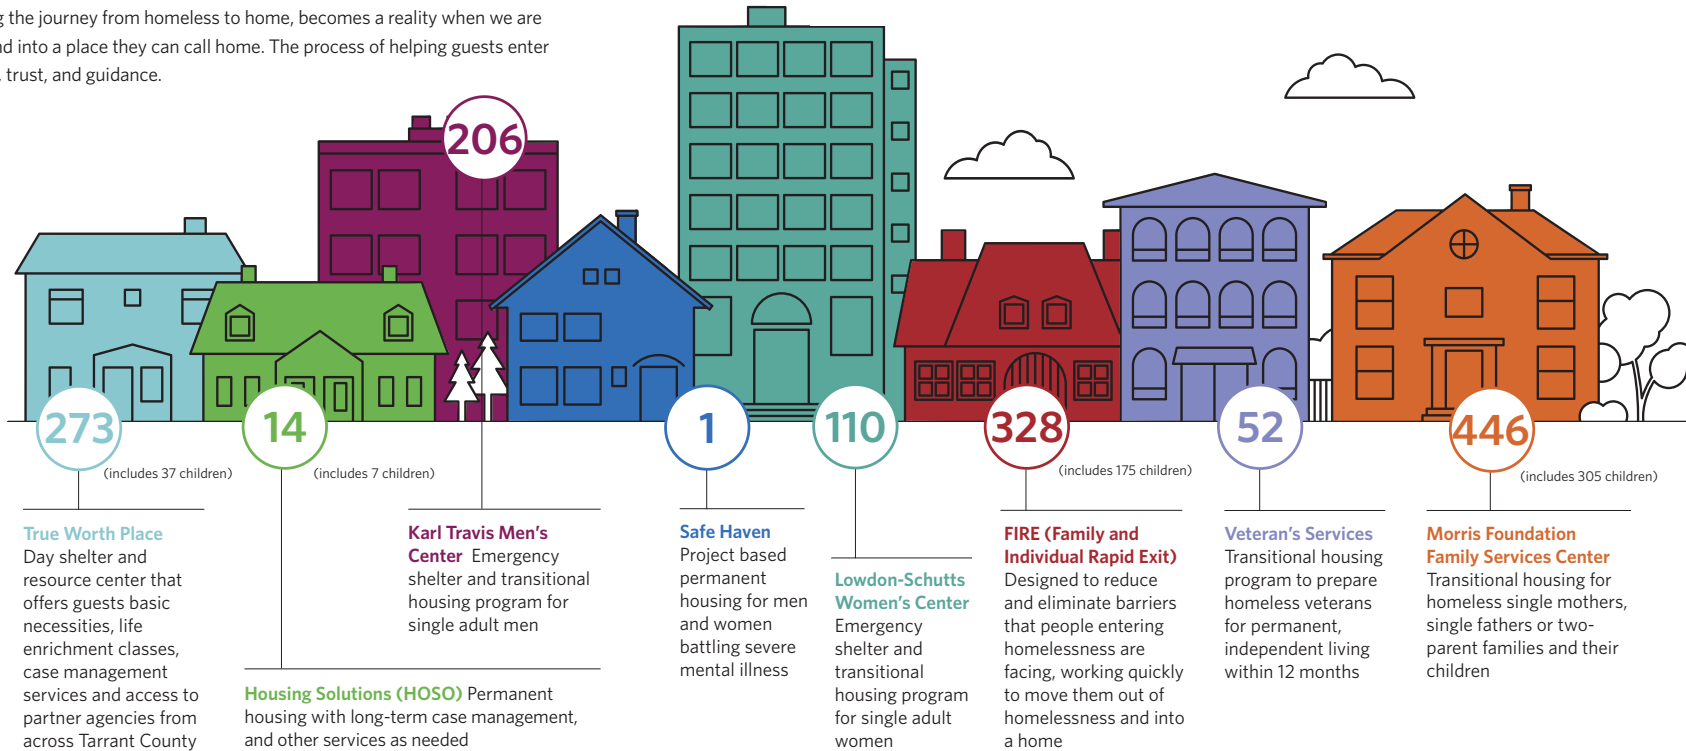 g the journey from homeless to home, becomes a reality when we are
nd into a place they can call home. The process of helping guests enter
, trust, and guidance.
206
273
(includes 37 children)
14
(includes 7 children)
1
110
328
(includes 175 children)
52
446
(includes 305 children)
True Worth Place
Day shelter and
resource center that
offers guests basic
necessities, life
enrichment classes,
case management
services and access to
partner agencies from
across Tarrant County
Housing Solutions (HOSO) Permanent
housing with long-term case management,
and other services as needed
Karl Travis Men's
Center Emergency
shelter and transitional
housing program for
single adult men
Safe Haven
Project based
permanent
housing for men
and women
battling severe
mental illness
Lowdon-Schutts
Women's Center
Emergency
shelter and
transitional
housing program
for single adult
women
FIRE (Family and
Individual Rapid Exit)
Designed to reduce
and eliminate barriers
that people entering
homelessness are
facing, working quickly
to move them out of
homelessness and into
a home
Veteran's Services
Transitional housing
program to prepare
homeless veterans
for permanent,
independent living
within 12 months
Morris Foundation
Family Services Center
Transitional housing for
homeless single mothers,
single fathers or two-
parent families and their
children